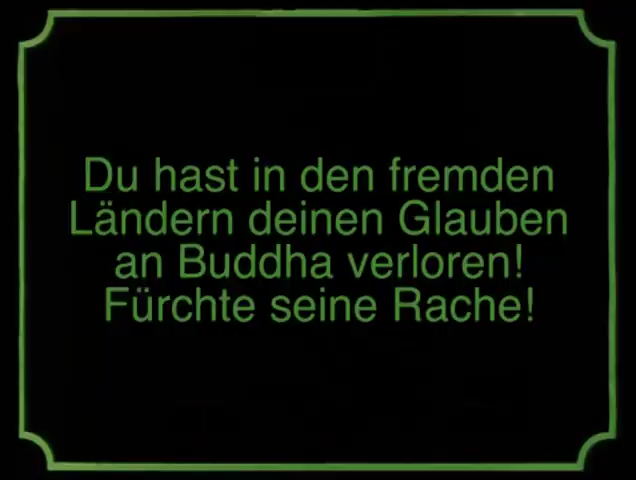 Du hast in den fremden
Ländern deinen Glauben
an Buddha verloren!
Fürchte seine Rache!